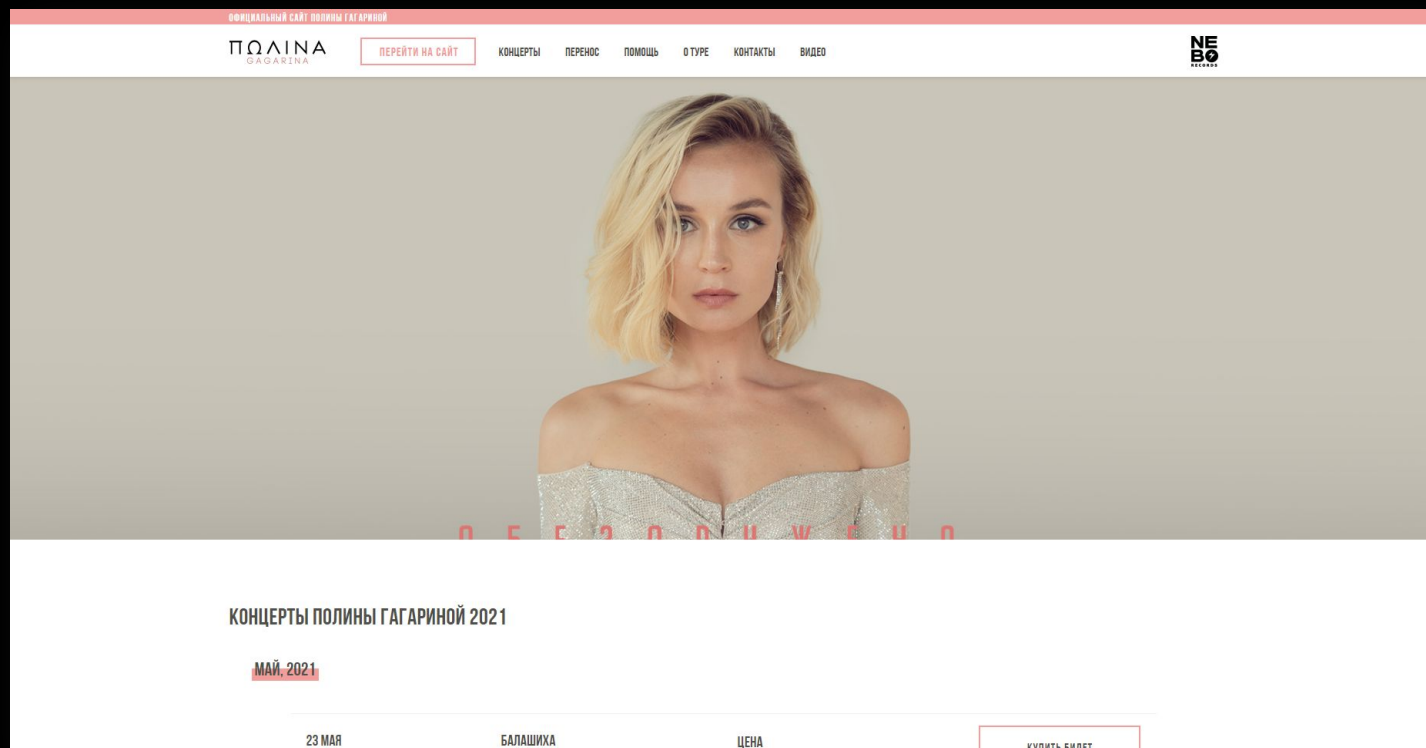 ОФИЦИАЛЬНЫЙ САЙТ ПОЛИНЫ ГАГАРИНОЙ
ΠΩΛINA
GAGARINA
ПЕРЕЙТИ НА САЙТ
КОНЦЕРТЫ
ПЕРЕНОС
ПОМОЩЬ
О ТУРЕ
КОНТАКТЫ
ВИДЕО
NE
BO
RECORDS
КОНЦЕРТЫ ПОЛИНЫ ГАГАРИНОЙ 2021
МАЙ, 2021
23 МАЯ
БАЛАШИХА
ЦЕНА
КУПИТЬ БИЛЕТ